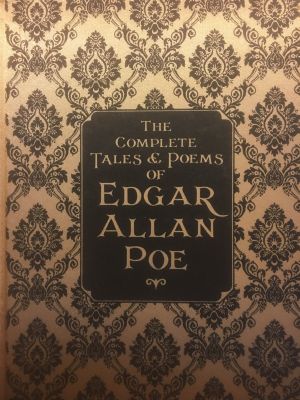 The
Complete
Tales & Poems
of
Edgar
Allan
Poe